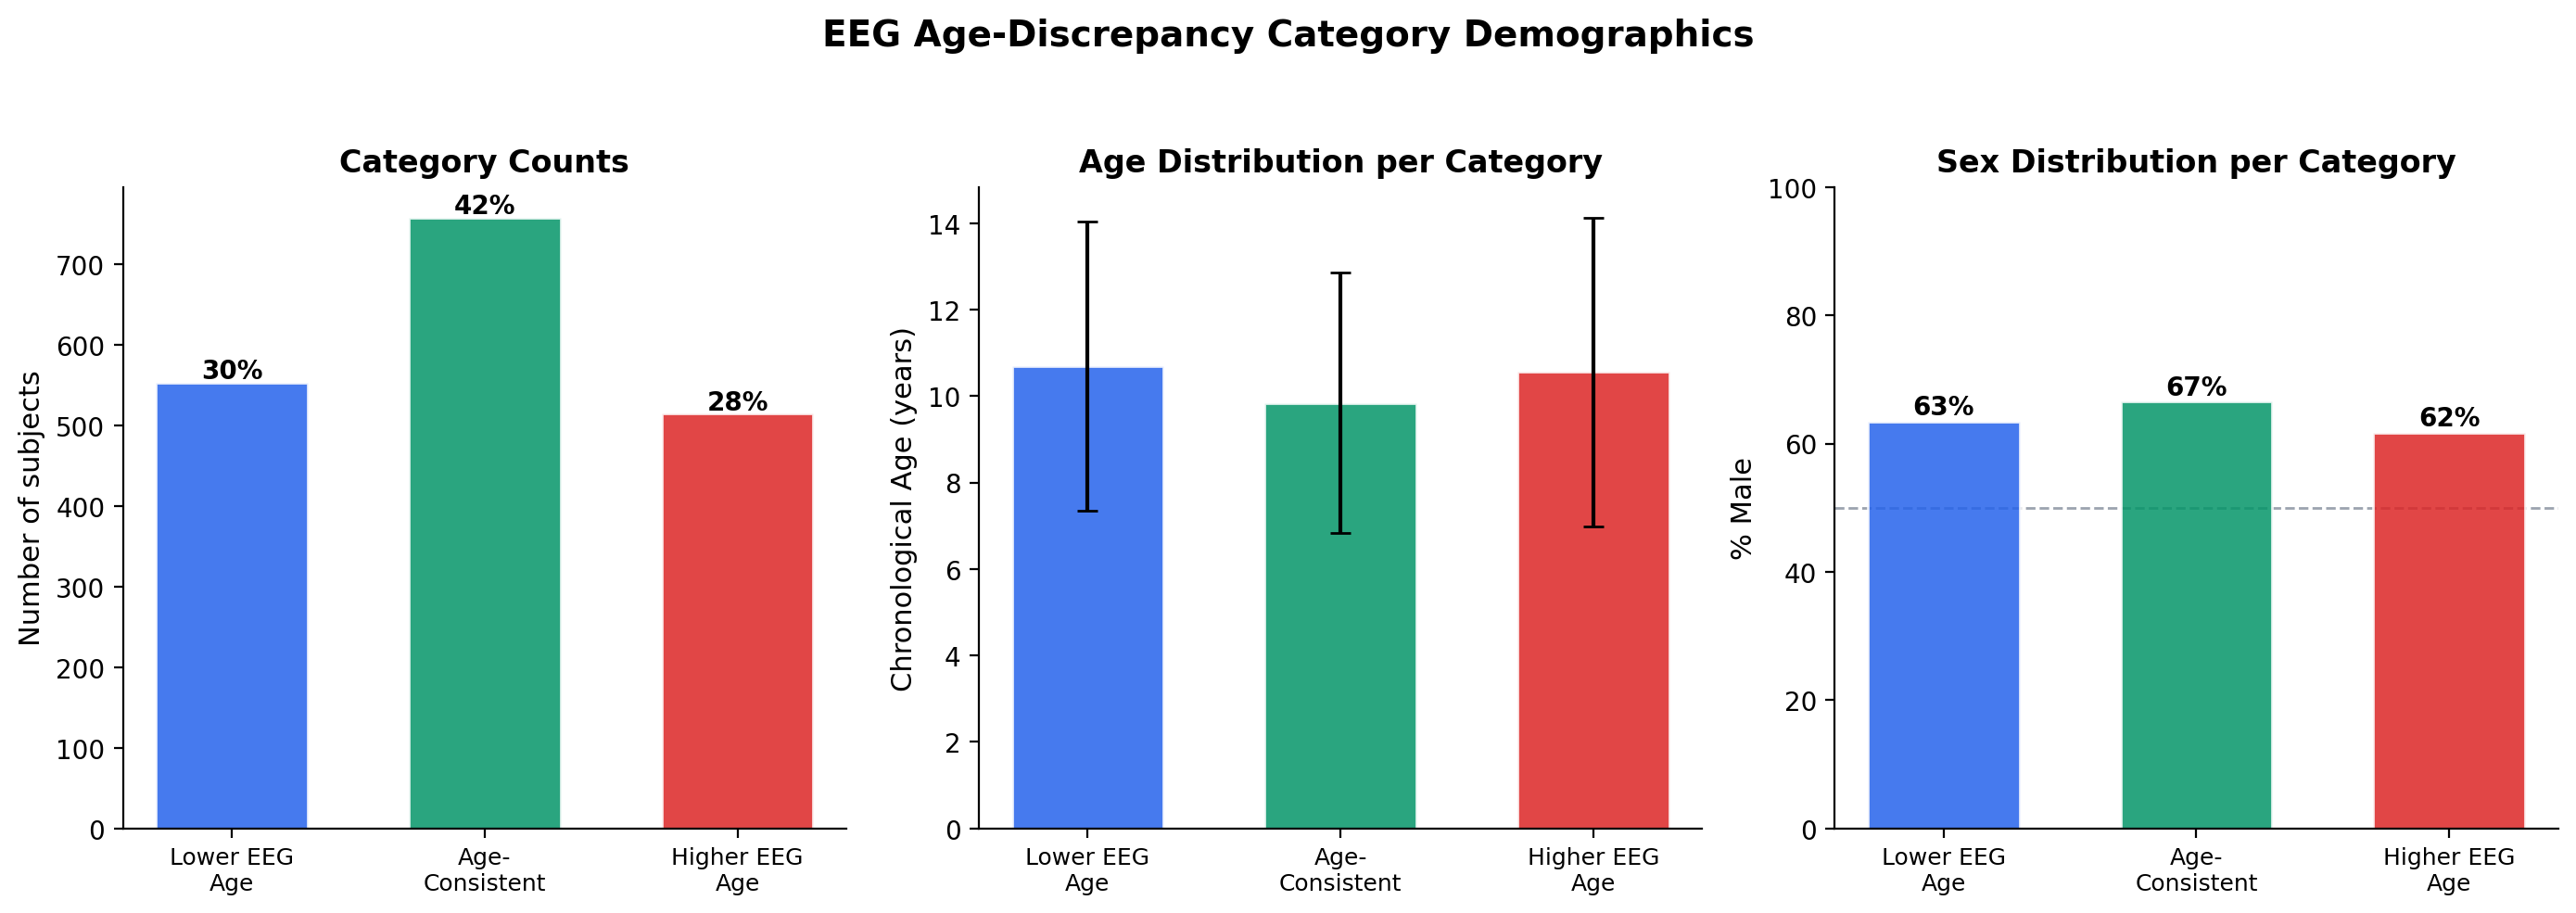 EEG Age-Discrepancy Category Demographics
Category Counts
Number of subjects
700
600
500
400
300
200
100
0
30%
42%
28%
Lower EEG
Age
Age-
Consistent
Higher EEG
Age
Age Distribution per Category
Chronological Age (years)
14
12
10
8
6
4
2
0
Lower EEG
Age
Age-
Consistent
Higher EEG
Age
Sex Distribution per Category
% Male
100
80
60
40
20
0
63%
67%
62%
Lower EEG
Age
Age-
Consistent
Higher EEG
Age